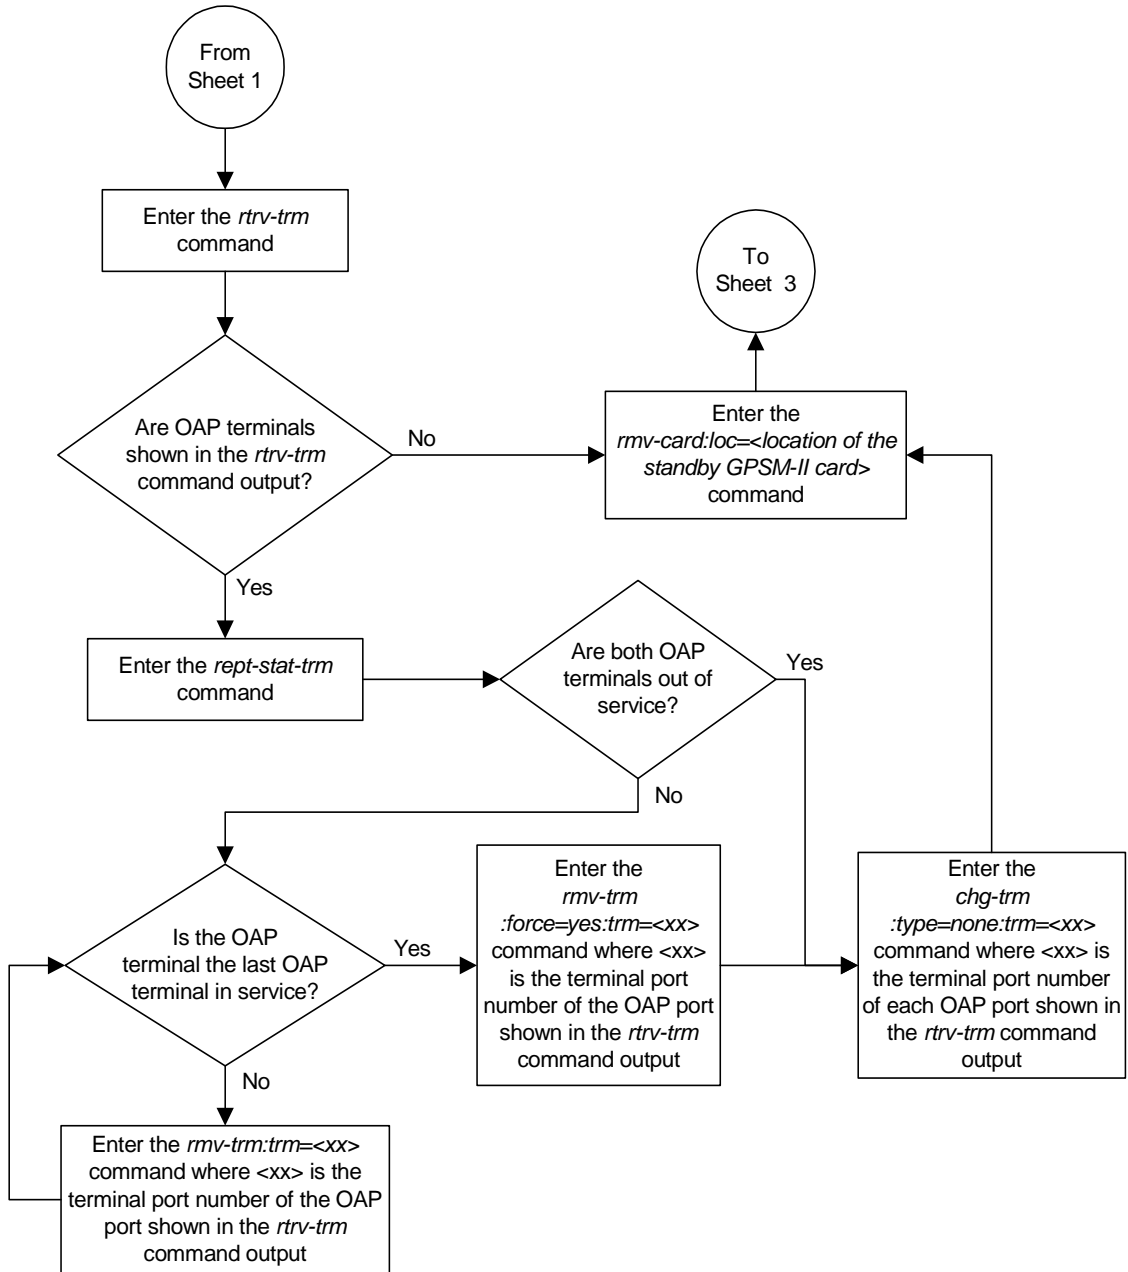 From
Sheet 1
Enter the rtrv-trm
command
Are OAP terminals
shown in the rtrv-trm
command output?
No
Yes
Enter the
rmv-card:loc=<location of the
standby GPSM-II card>
command
To
Sheet 3
Enter the rept-stat-trm
command
Are both OAP
terminals out of
service?
Yes
No
Is the OAP
terminal the last OAP
terminal in service?
Yes
No
Enter the
rmv-trm
:force=yes:trm=<xx>
command where <xx>
is the terminal port
number of the OAP port
shown in the rtrv-trm
command output
Enter the
chg-trm
:type=none:trm=<xx>
command where <xx> is
the terminal port number
of each OAP port shown in
the rtrv-trm command
output
Enter the rmv-trm:trm=<xx>
command where <xx> is the
terminal port number of the OAP
port shown in the rtrv-trm
command output